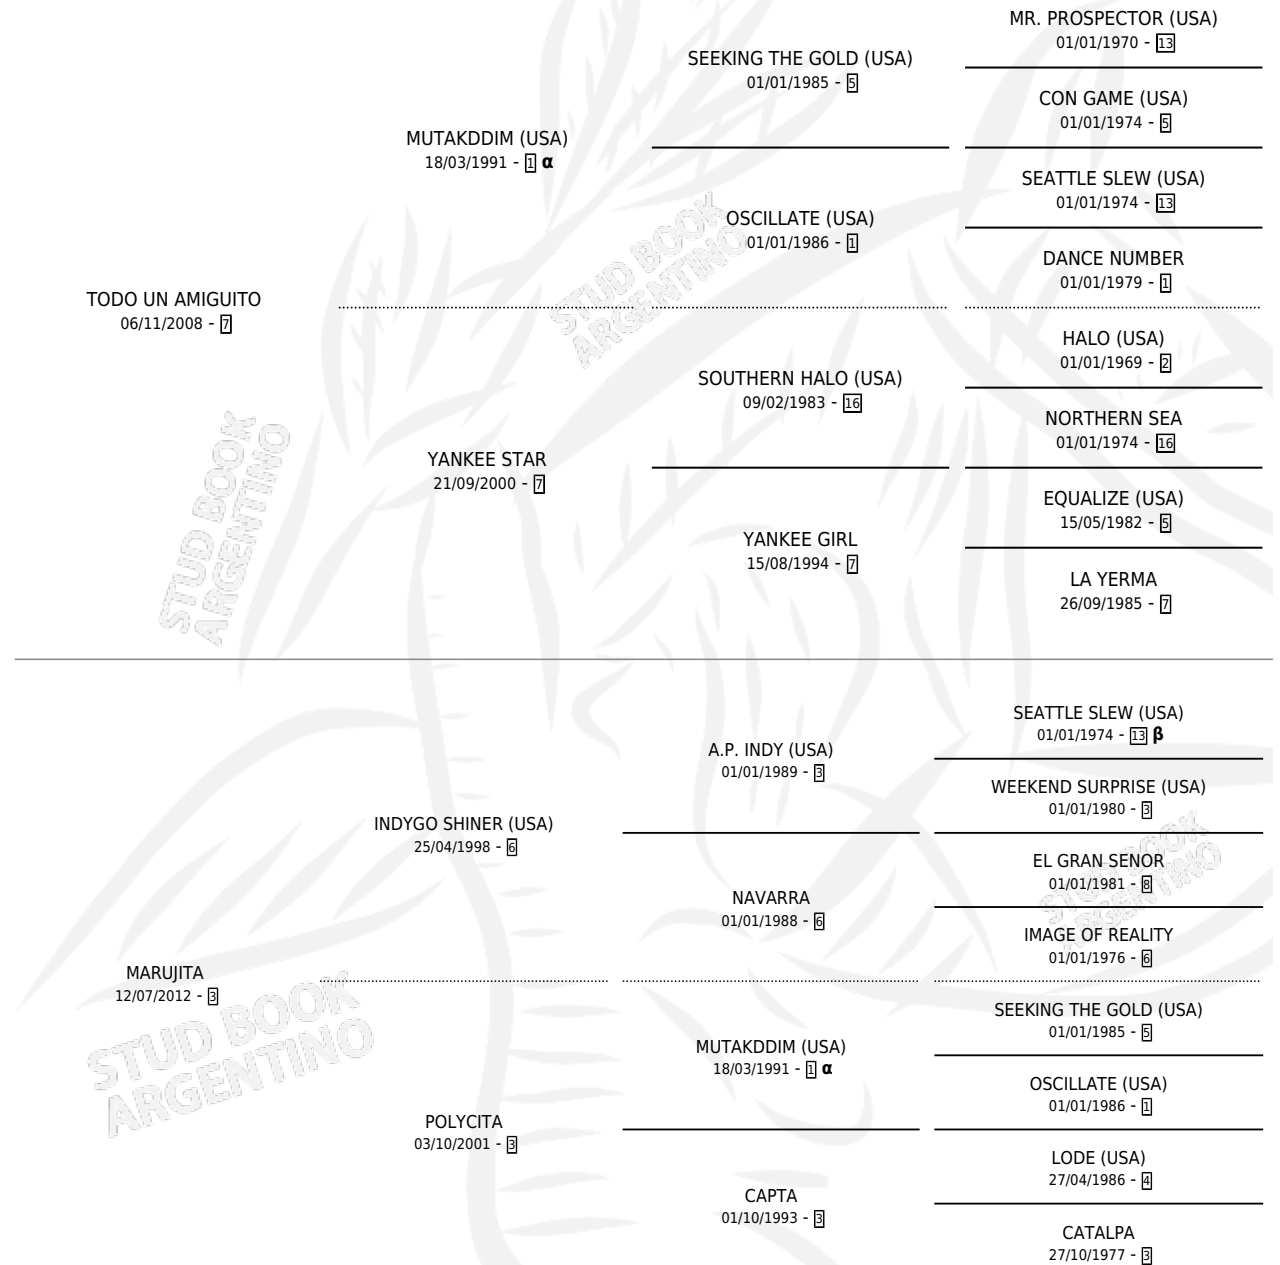 MR. PROSPECTOR (USA)
01/01/1970 - 13
SEEKING THE GOLD (USA)
01/01/1985 - 5
CON GAME (USA)
01/01/1974 - 5
MUTAKDDIM (USA)
18/03/1991 - 1 α
SEATTLE SLEW (USA)
01/01/1974 - 13
OSCILLATE (USA)
01/01/1986 - 1
DANCE NUMBER
01/01/1979 - 1
TODO UN AMIGUITO
06/11/2008 - 7
HALO (USA)
01/01/1969 - 2
SOUTHERN HALO (USA)
09/02/1983 - 16
NORTHERN SEA
01/01/1974 - 16
YANKEE STAR
21/09/2000 - 7
EQUALIZE (USA)
15/05/1982 - 5
YANKEE GIRL
15/08/1994 - 7
LA YERMA
26/09/1985 - 7
SEATTLE SLEW (USA)
01/01/1974 - 13 β
A.P. INDY (USA)
01/01/1989 - 3
WEEKEND SURPRISE (USA)
01/01/1980 - 3
INDYGO SHINER (USA)
25/04/1998 - 6
EL GRAN SENOR
01/01/1981 - 8
NAVARRA
01/01/1988 - 6
IMAGE OF REALITY
01/01/1976 - 6
MARUJITA
12/07/2012 - 3
SEEKING THE GOLD (USA)
01/01/1985 - 5
MUTAKDDIM (USA)
18/03/1991 - 1 α
OSCILLATE (USA)
01/01/1986 - 1
POLYCITA
03/10/2001 - 3
LODE (USA)
27/04/1986 - 4
CAPTA
01/10/1993 - 3
CATALPA
27/10/1977 - 3
STUD BOOK
ARGENTINO
STUD BOOK
ARGENTINO
STUD BOOK
ARGENTINO
STUD BOOK
ARGENTINO